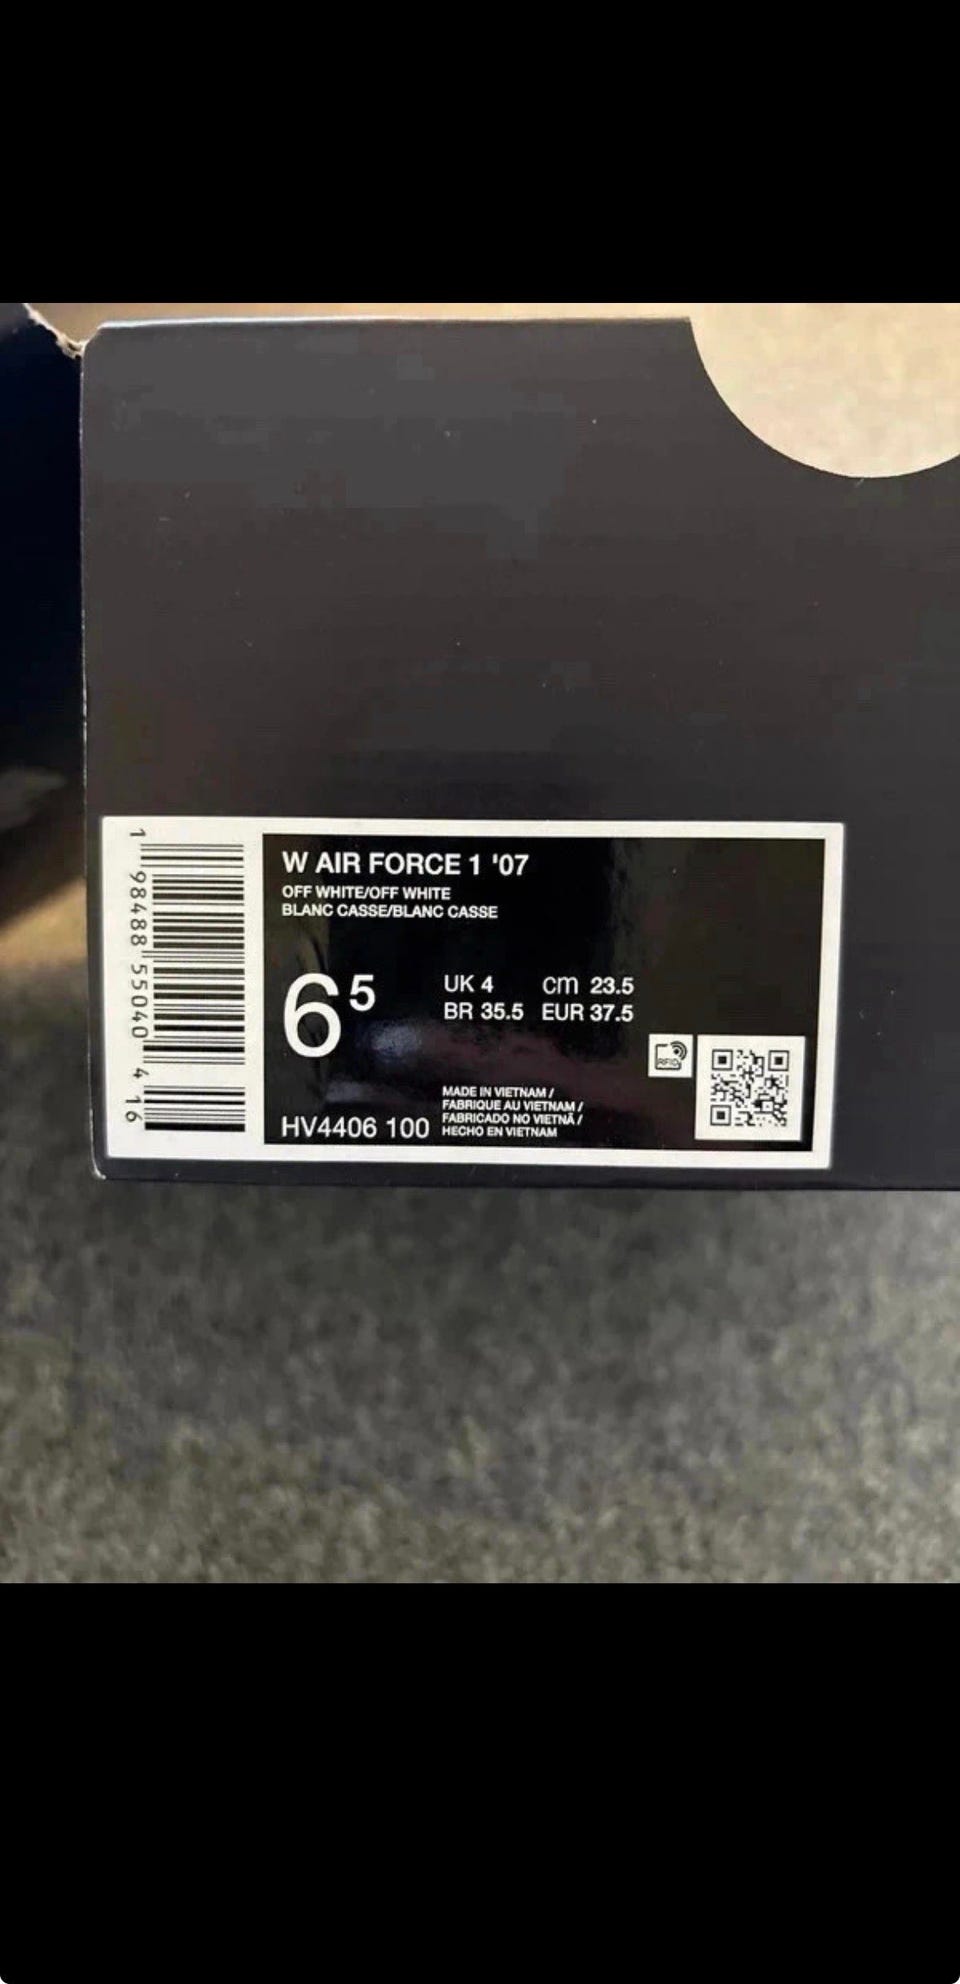 W AIR FORCE 1 '07
OFF WHITE/OFF WHITE
BLANC CASSE/BLANC CASSE
6 5
UK 4 cm 23.5
BR 35.5 EUR 37.5
RFID
MADE IN VIETNAM /
FABRIQUE AU VIETNAM /
FABRICADO NO VIETNÃ /
HECHO EN VIETNAM
HV4406 100
1 98488 55040 4 16